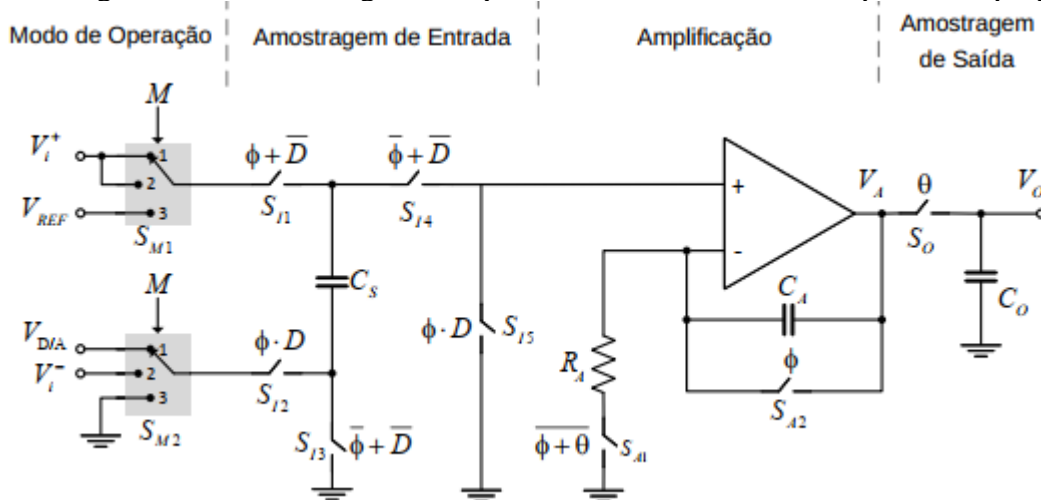 Modo de Operação
Amostragem de Entrada
Amplificação
Amostragem
de Saída
M
V_i^+
1
2
V_REF
3
S_M1
ϕ + D̅
S_I1
ϕ̅ + D̅
S_I4
+
-
V_A
θ
S_O
V_O
C_S
C_A
C_O
M
V_D/A
1
V_i^-
2
3
S_M2
ϕ · D
S_I2
ϕ · D
S_I5
R_A
ϕ
S_A2
S_I3
ϕ̅ + D̅
\overline{ϕ + θ}
S_A1